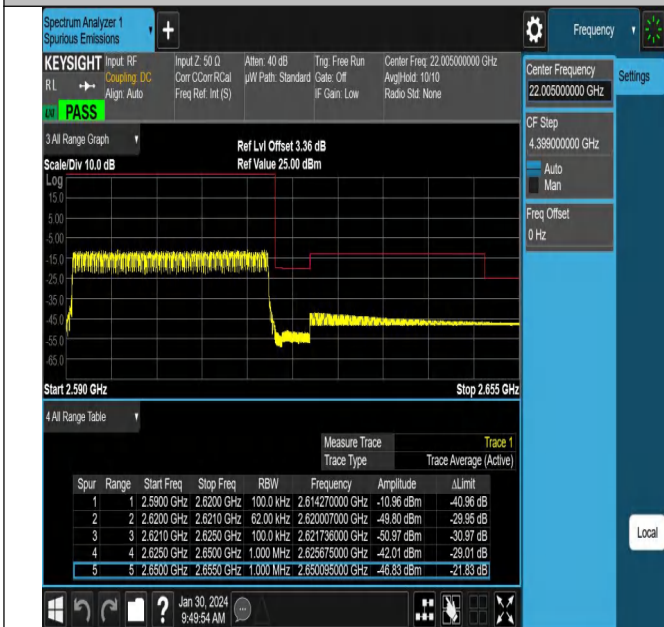 Spectrum Analyzer 1
Spurious Emissions
+
Frequency
KEYSIGHT Input: RF
RL
Coupling: DC
Align: Auto
Input Z: 50 Ω
Corr CCorr RCal
Freq Ref: Int (S)
Atten: 40 dB
µW Path: Standard
Trig: Free Run
Gate: Off
IF Gain: Low
Center Freq: 22.005000000 GHz
Avg|Hold: 10/10
Radio Std: None
PASS
Center Frequency
22.005000000 GHz
Settings
CF Step
4.399000000 GHz
Auto
Man
Freq Offset
0 Hz
3 All Range Graph
Scale/Div 10.0 dB
Ref Lvl Offset 3.36 dB
Ref Value 25.00 dBm
Log
15.0
5.00
-5.00
-15.0
-25.0
-35.0
-45.0
-55.0
-65.0
Start 2.590 GHz Stop 2.655 GHz
4 All Range Table
Measure Trace Trace 1
Trace Type Trace Average (Active)
Spur Range Start Freq Stop Freq RBW Frequency Amplitude ΔLimit
1 1 2.5900 GHz 2.6200 GHz 100.0 kHz 2.614270000 GHz -10.96 dBm -40.96 dB
2 2 2.6200 GHz 2.6210 GHz 62.00 kHz 2.620007000 GHz -49.80 dBm -29.95 dB
3 3 2.6210 GHz 2.6250 GHz 100.0 kHz 2.621736000 GHz -50.97 dBm -30.97 dB
4 4 2.6250 GHz 2.6500 GHz 1.000 MHz 2.625675000 GHz -42.01 dBm -29.01 dB
5 5 2.6500 GHz 2.6550 GHz 1.000 MHz 2.650095000 GHz -46.83 dBm -21.83 dB
Local
?
Jan 30, 2024
9:49:54 AM